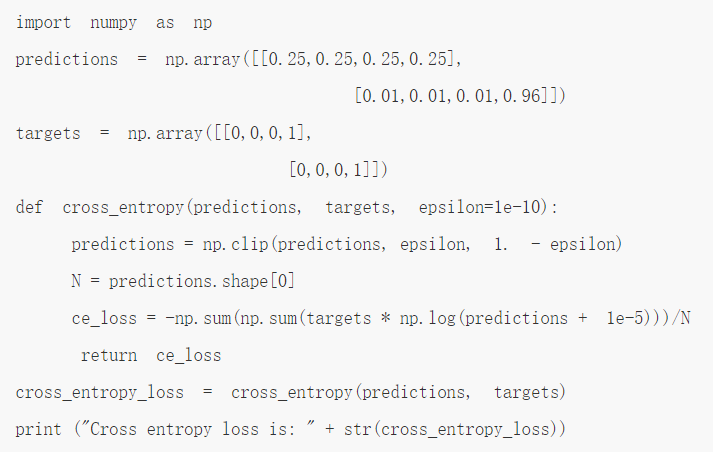 import numpy as np
predictions = np.array([[0.25,0.25,0.25,0.25],
[0.01,0.01,0.01,0.96]])
targets = np.array([[0,0,0,1],
[0,0,0,1]])
def cross_entropy(predictions, targets, epsilon=1e-10):
predictions = np.clip(predictions, epsilon, 1. - epsilon)
N = predictions.shape[0]
ce_loss = -np.sum(np.sum(targets * np.log(predictions + 1e-5)))/N
return ce_loss
cross_entropy_loss = cross_entropy(predictions, targets)
print ("Cross entropy loss is: " + str(cross_entropy_loss))